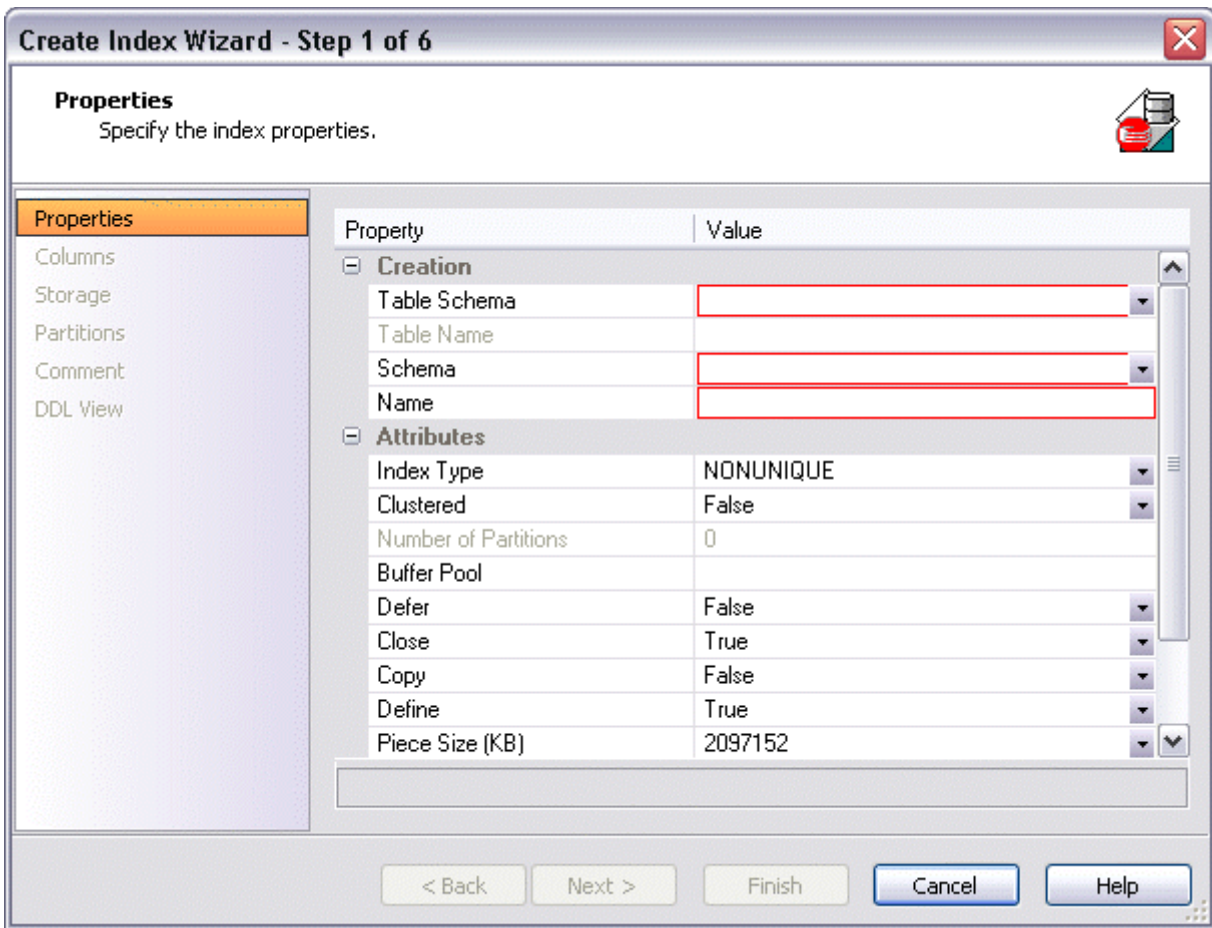 Create Index Wizard - Step 1 of 6
Properties
Specify the index properties.
Properties
Columns
Storage
Partitions
Comment
DDL View
Property Value
Creation
Table Schema
Table Name
Schema
Name
Attributes
Index Type NONUNIQUE
Clustered False
Number of Partitions 0
Buffer Pool
Defer False
Close True
Copy False
Define True
Piece Size (KB) 2097152
< Back Next > Finish Cancel Help